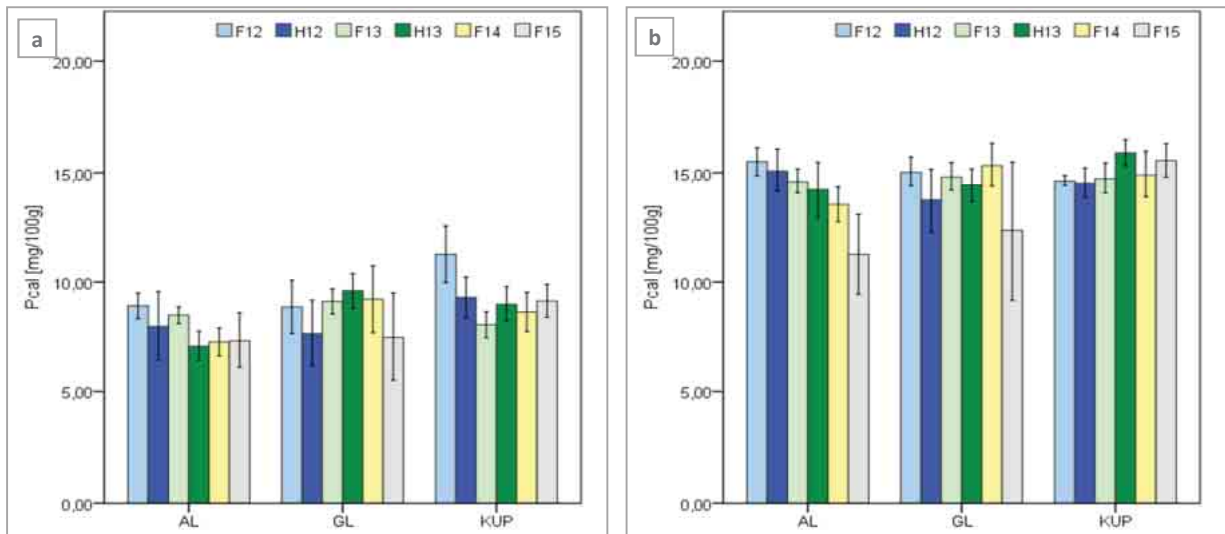 a
F12 H12 F13 H13 F14 F15
20,00
15,00
10,00
5,00
0,00
Pcal [mg/100g]
AL GL KUP
b
F12 H12 F13 H13 F14 F15
20,00
15,00
10,00
5,00
0,00
Pcal [mg/100g]
AL GL KUP